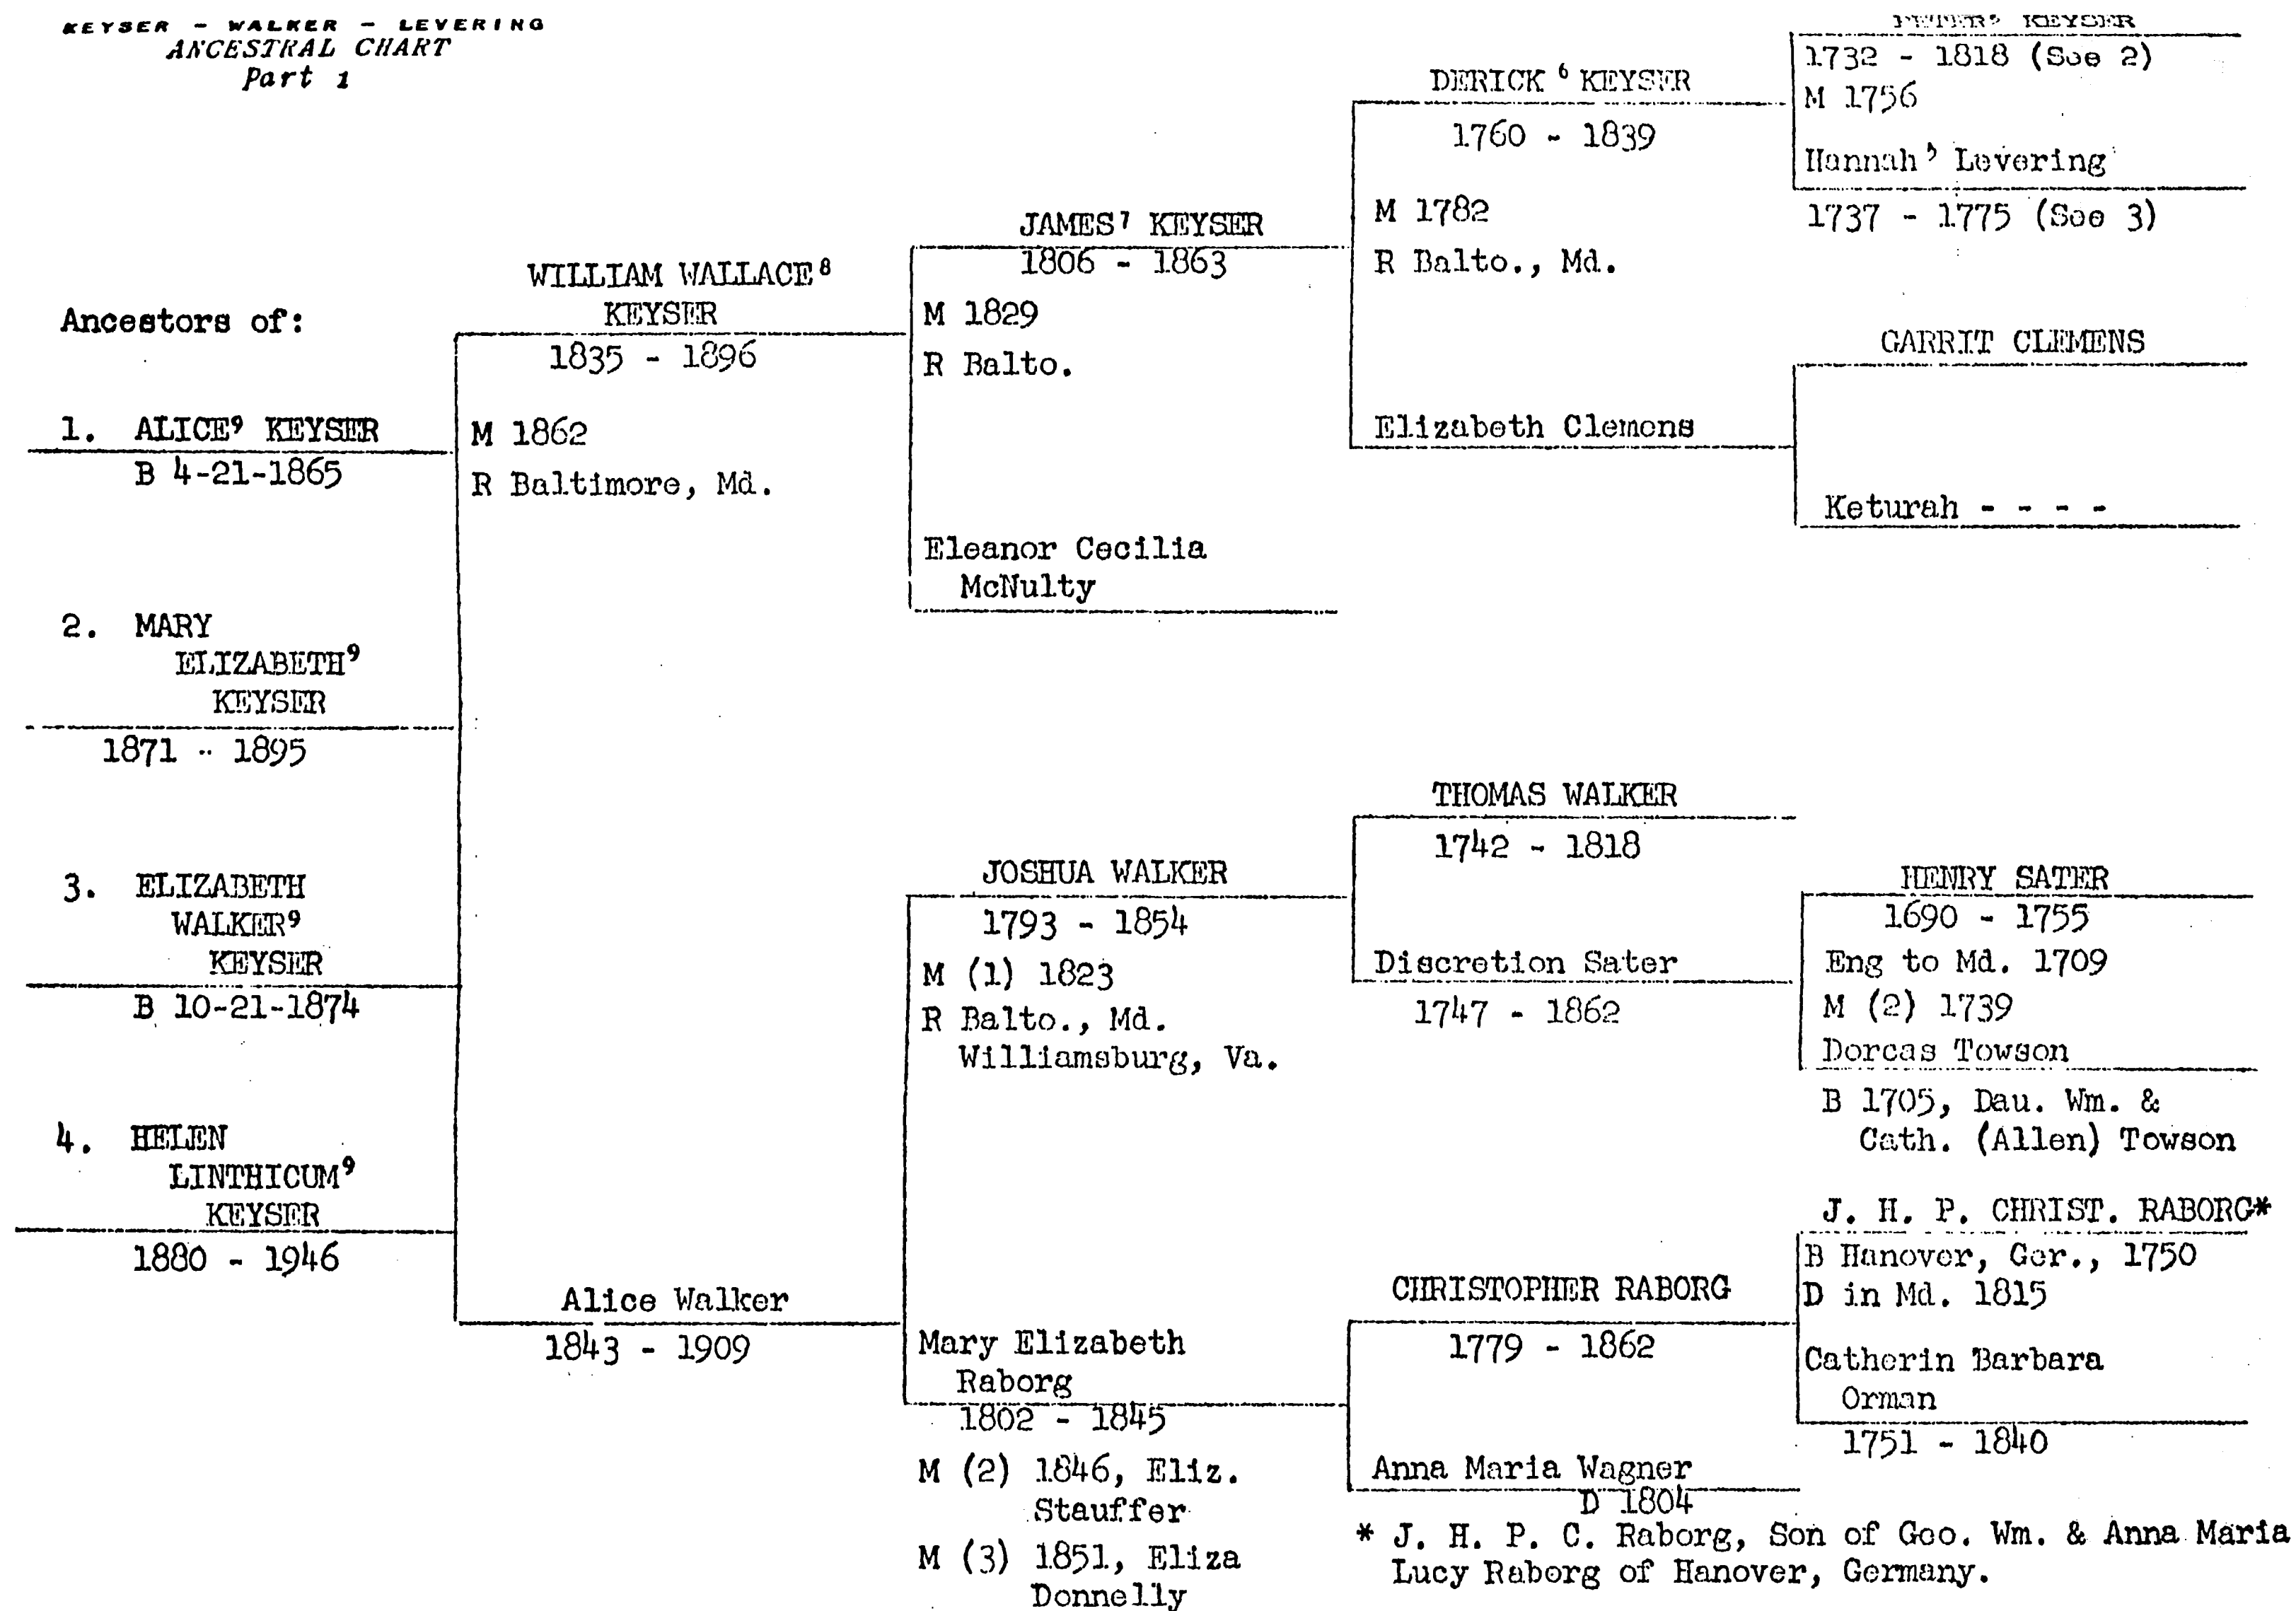 KEYSER - WALKER - LEVERING
ANCESTRAL CHART
Part 1
Ancestors of:
1. ALICE⁹ KEYSER
B 4-21-1865
2. MARY
ELIZABETH⁹
KEYSER
1871 - 1895
3. ELIZABETH
WALKER⁹
KEYSER
B 10-21-1874
4. HELEN
LINTHICUM⁹
KEYSER
1880 - 1946
WILLIAM WALLACE⁸
KEYSER
1835 - 1896
M 1862
R Baltimore, Md.
Alice Walker
1843 - 1909
JAMES⁷ KEYSER
1806 - 1863
M 1829
R Balto.
Eleanor Cecilia
McNulty
JOSHUA WALKER
1793 - 1854
M (1) 1823
R Balto., Md.
Williamsburg, Va.
Mary Elizabeth
Raborg
1802 - 1845
M (2) 1846, Eliz.
Stauffer
M (3) 1851, Eliza
Donnelly
DERICK⁶ KEYSER
1760 - 1839
M 1782
R Balto., Md.
Elizabeth Clemens
THOMAS WALKER
1742 - 1818
Discretion Sater
1747 - 1862
CHRISTOPHER RABORG
1779 - 1862
Anna Maria Wagner
D 1804
PETER⁵ KEYSER
1732 - 1818 (See 2)
M 1756
Hannah⁵ Levering
1737 - 1775 (See 3)
GARRIT CLEMENS
Keturah - - - -
HENRY SATER
1690 - 1755
Eng to Md. 1709
M (2) 1739
Dorcas Towson
B 1705, Dau. Wm. &
Cath. (Allen) Towson
J. H. P. CHRIST. RABORG*
B Hanover, Ger., 1750
D in Md. 1815
Catherin Barbara
Orman
1751 - 1840
* J. H. P. C. Raborg, Son of Geo. Wm. & Anna Maria
Lucy Raborg of Hanover, Germany.